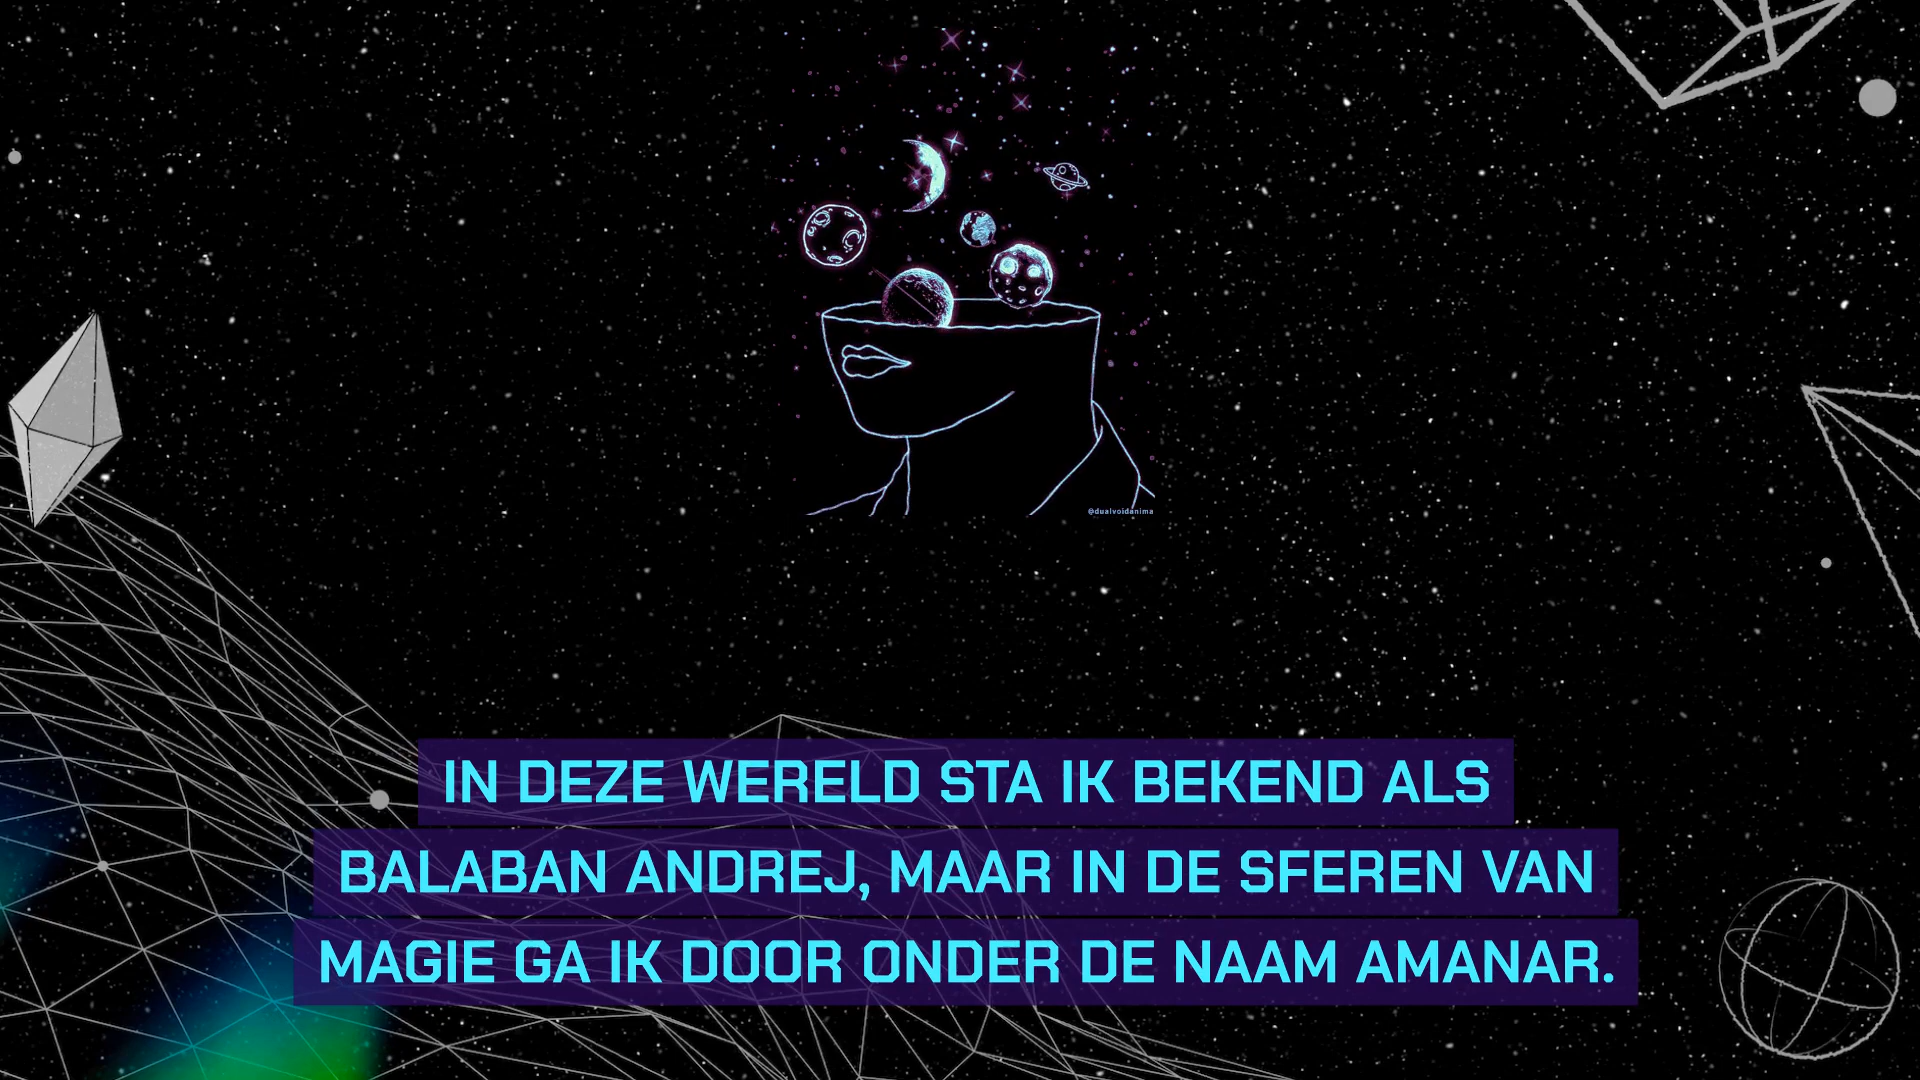 @dualvoidanima
IN DEZE WERELD STA IK BEKEND ALS
BALABAN ANDREJ, MAAR IN DE SFEREN VAN
MAGIE GA IK DOOR ONDER DE NAAM AMANAR.